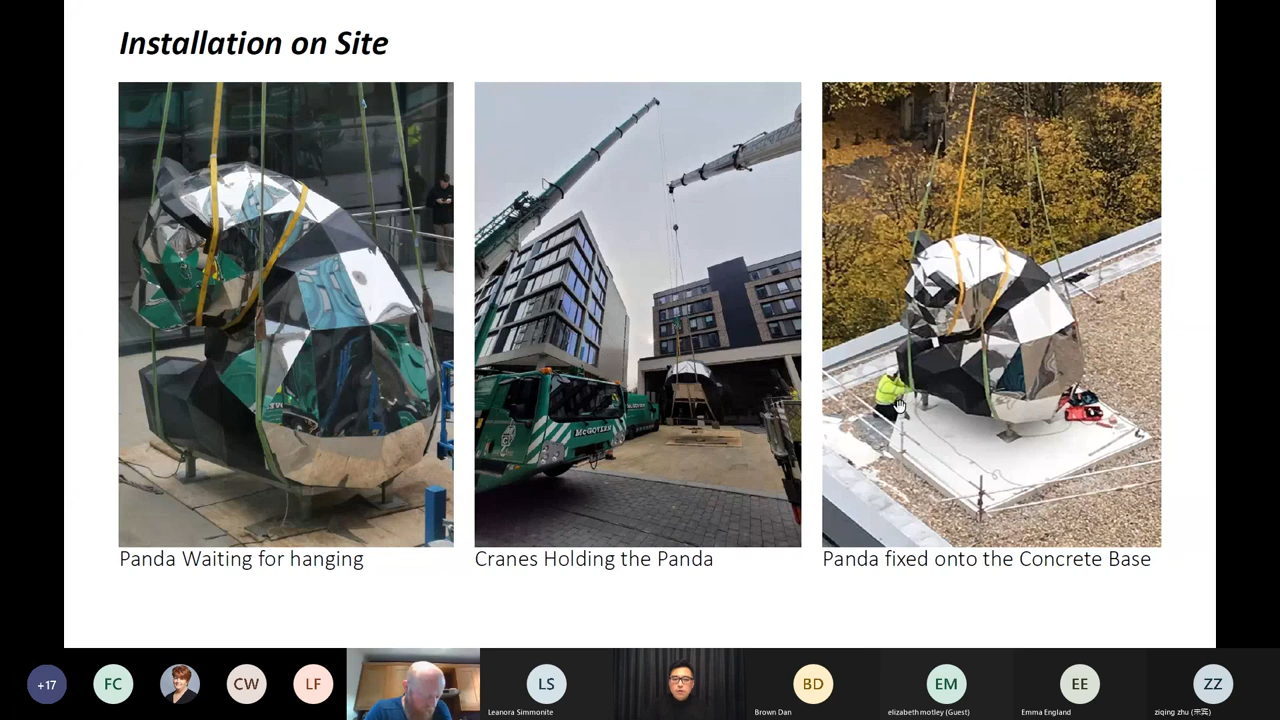 Installation on Site
McGOVERN
Panda Waiting for hanging
Cranes Holding the Panda
Panda fixed onto the Concrete Base
+17
FC
CW
LF
LS
BD
EM
EE
ZZ
Leanora Simmonite
Brown Dan
elizabeth motley (Guest)
Emma England
ziqing zhu (朱宾)